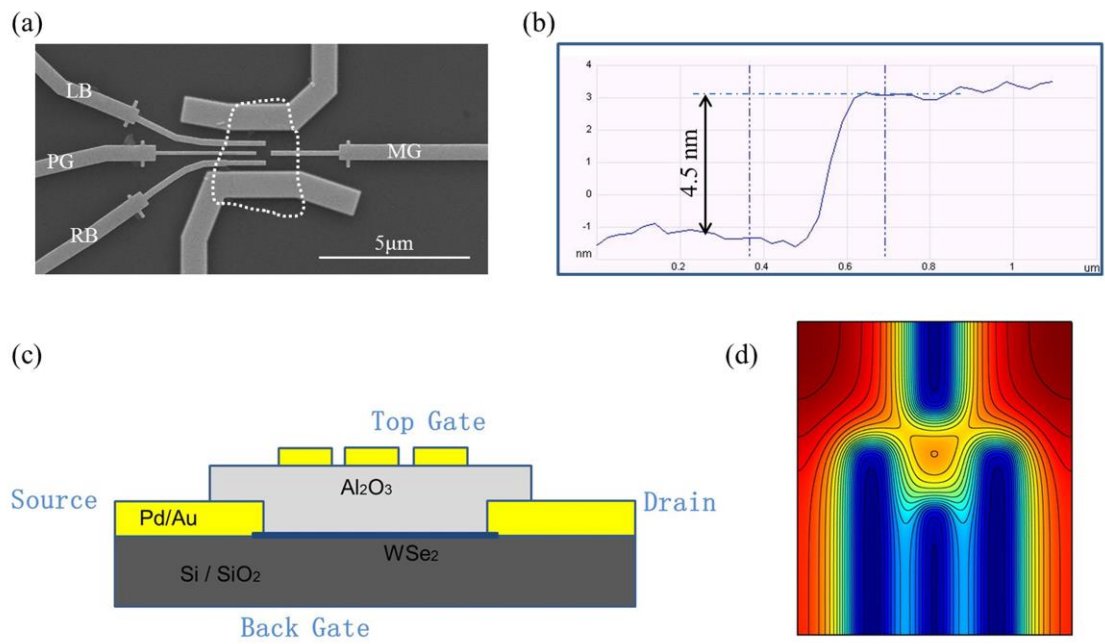 (a)
LB
PG
MG
RB
5μm
(b)
4
3
2
1
0
-1
nm
0.2
0.4
0.6
0.8
1
um
4.5 nm
(c)
Top Gate
Al₂O₃
Source
Drain
Pd/Au
WSe₂
Si / SiO₂
Back Gate
(d)